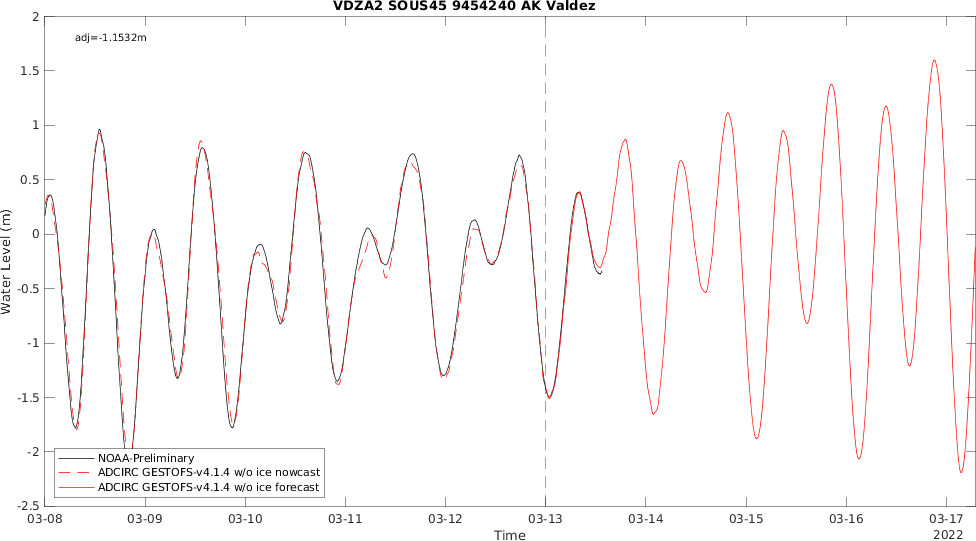 VDZA2 SOUS45 9454240 AK Valdez
adj=-1.1532m
2
1.5
1
0.5
0
-0.5
-1
-1.5
-2
-2.5
Water Level (m)
NOAA-Preliminary
ADCIRC GESTOFS-v4.1.4 w/o ice nowcast
ADCIRC GESTOFS-v4.1.4 w/o ice forecast
03-08 03-09 03-10 03-11 03-12 03-13 03-14 03-15 03-16 03-17
2022
Time